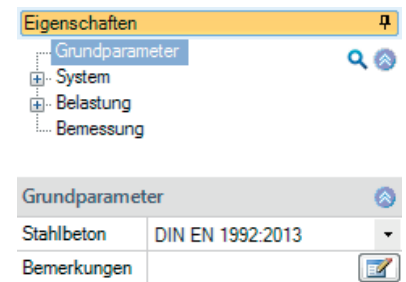 Eigenschaften
Grundparameter
System
Belastung
Bemessung
Grundparameter
Stahlbeton DIN EN 1992:2013
Bemerkungen